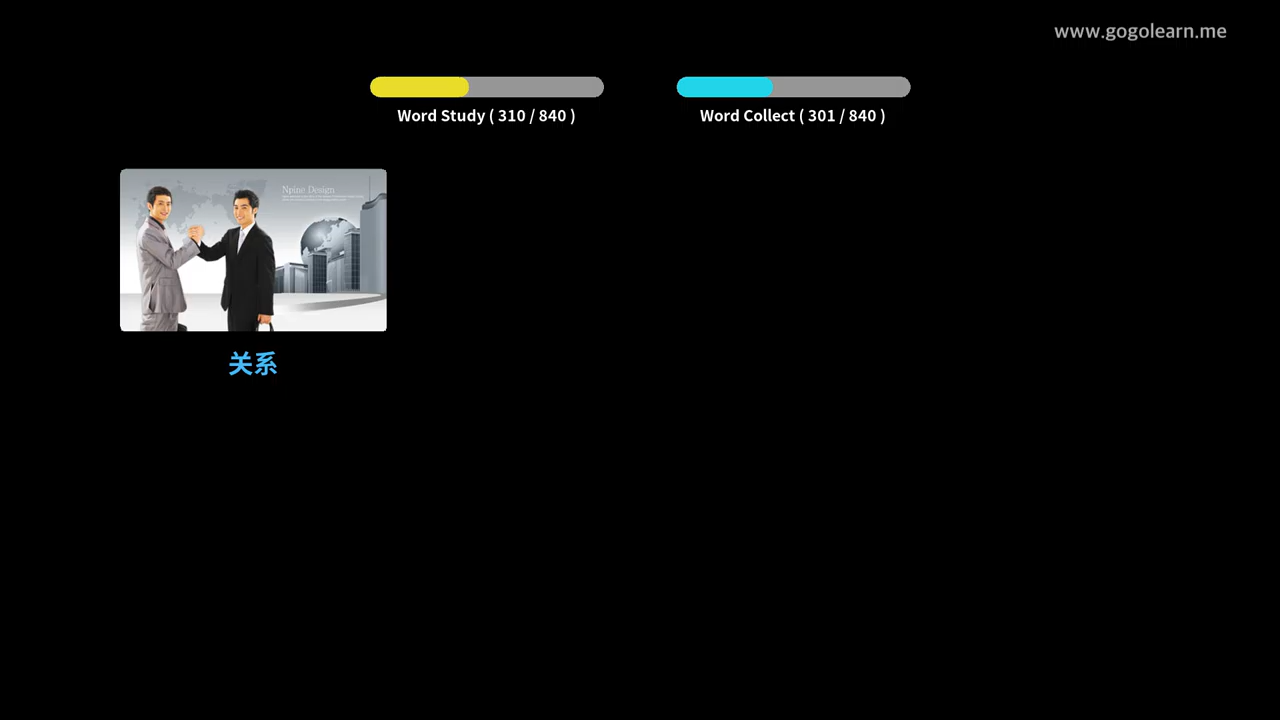 www.gogolearn.me
Word Study ( 310 / 840 )
Word Collect ( 301 / 840 )
Npine Design
关系